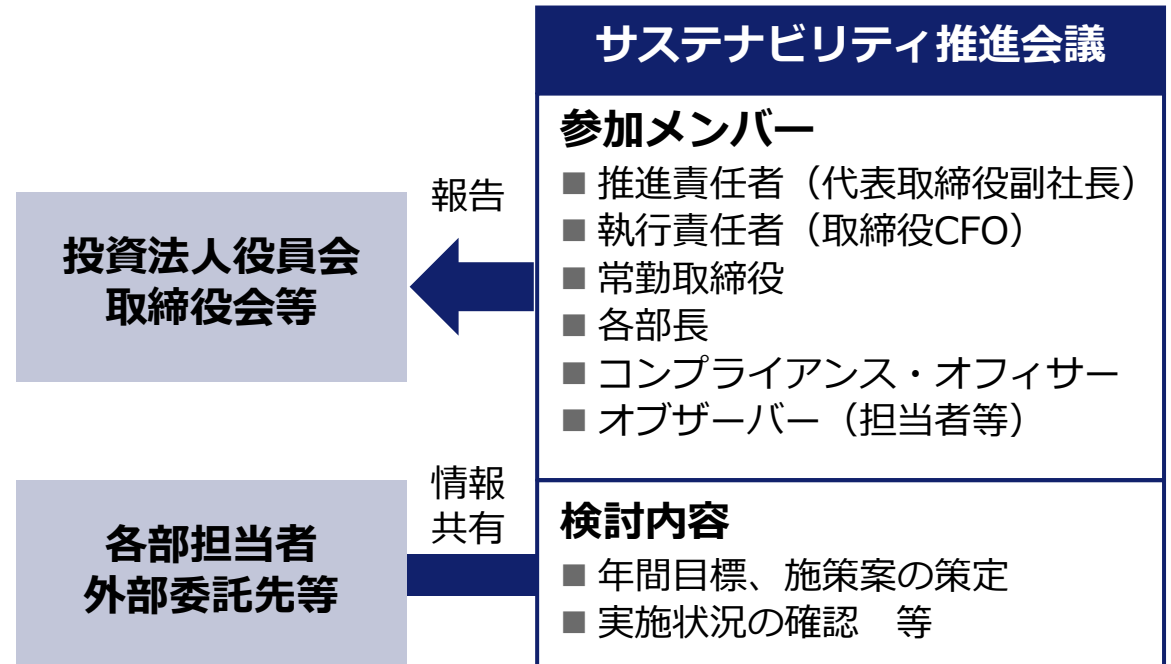 サステナビリティ推進会議
参加メンバー
■ 推進責任者（代表取締役副社長）
■ 執行責任者（取締役CFO）
■ 常勤取締役
■ 各部長
■ コンプライアンス・オフィサー
■ オブザーバー（担当者等）
報告
投資法人役員会
取締役会等
情報
共有
各部担当者
外部委託先等
検討内容
■ 年間目標、施策案の策定
■ 実施状況の確認　等